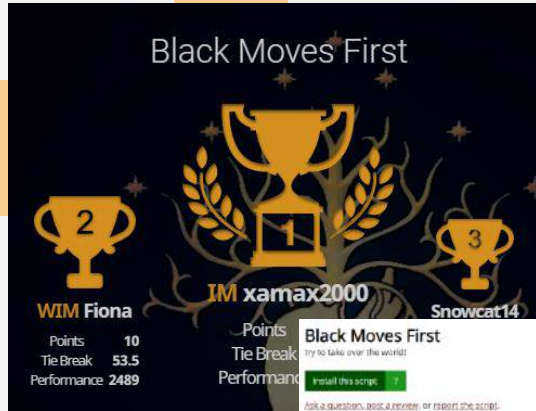 Black Moves First
2
1
3
WIM Fiona
IM xamax2000
Snowcat14
Points 10
Tie Break 53.5
Performance 2489
Points
Tie Break
Black Moves First
try to take over the world!
Install this script ?
Ask a question, post a review, or report the script.